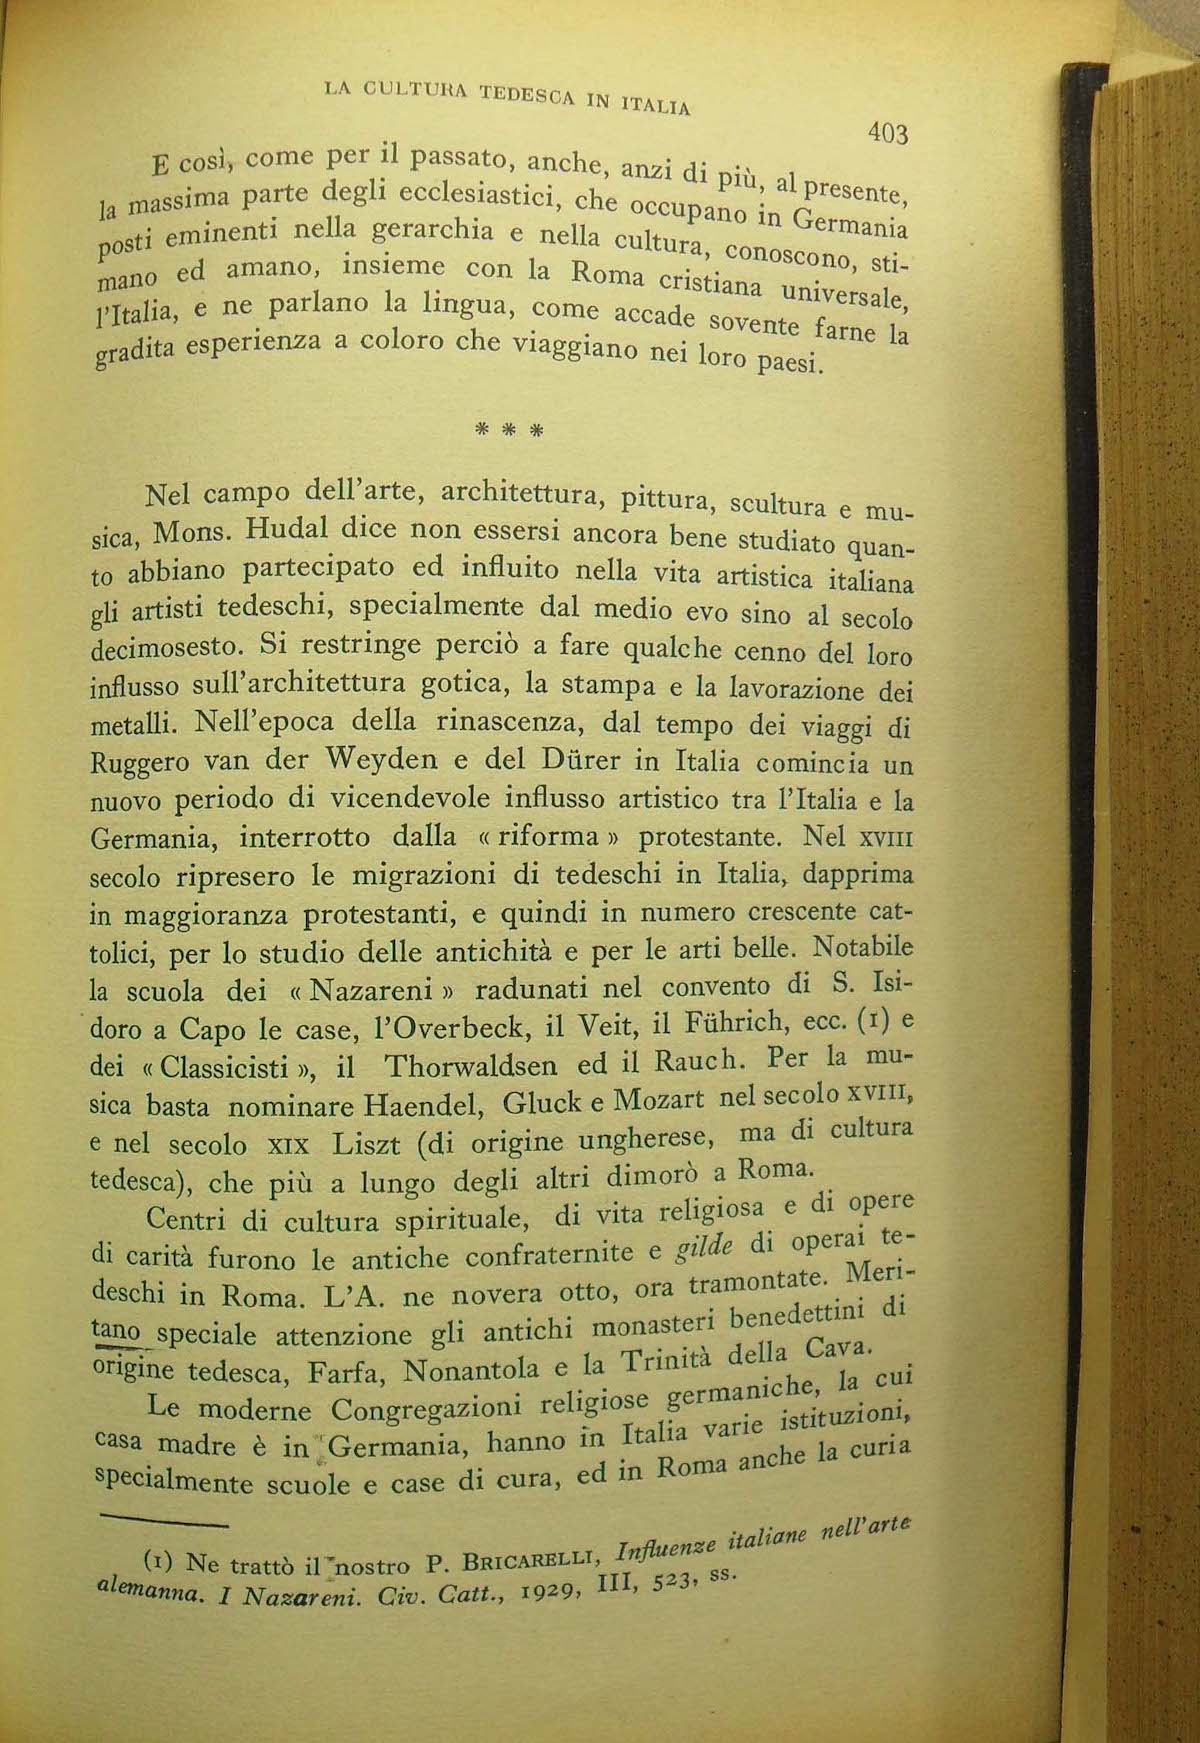 LA CULTURA TEDESCA IN ITALIA
403
E così, come per il passato, anche, anzi di più, al presente,
la massima parte degli ecclesiastici, che occupano in Germania
posti eminenti nella gerarchia e nella cultura, conoscono, sti-
mano ed amano, insieme con la Roma cristiana universale,
l'Italia, e ne parlano la lingua, come accade sovente farne la
gradita esperienza a coloro che viaggiano nei loro paesi.
* * *
Nel campo dell'arte, architettura, pittura, scultura e mu-
sica, Mons. Hudal dice non essersi ancora bene studiato quan-
to abbiano partecipato ed influito nella vita artistica italiana
gli artisti tedeschi, specialmente dal medio evo sino al secolo
decimosesto. Si restringe perciò a fare qualche cenno del loro
influsso sull'architettura gotica, la stampa e la lavorazione dei
metalli. Nell'epoca della rinascenza, dal tempo dei viaggi di
Ruggero van der Weyden e del Dürer in Italia comincia un
nuovo periodo di vicendevole influsso artistico tra l'Italia e la
Germania, interrotto dalla « riforma » protestante. Nel XVIII
secolo ripresero le migrazioni di tedeschi in Italia, dapprima
in maggioranza protestanti, e quindi in numero crescente cat-
tolici, per lo studio delle antichità e per le arti belle. Notabile
la scuola dei « Nazareni » radunati nel convento di S. Isi-
doro a Capo le case, l'Overbeck, il Veit, il Führich, ecc. (1) e
dei « Classicisti », il Thorwaldsen ed il Rauch. Per la mu-
sica basta nominare Haendel, Gluck e Mozart nel secolo XVIII,
e nel secolo XIX Liszt (di origine ungherese, ma di cultura
tedesca), che più a lungo degli altri dimorò a Roma.
Centri di cultura spirituale, di vita religiosa e di opere
di carità furono le antiche confraternite e gilde di operai te-
deschi in Roma. L'A. ne novera otto, ora tramontate. Meri-
tano speciale attenzione gli antichi monasteri benedettini di
origine tedesca, Farfa, Nonantola e la Trinità della Cava.
Le moderne Congregazioni religiose germaniche, la cui
casa madre è in Germania, hanno in Italia varie istituzioni,
specialmente scuole e case di cura, ed in Roma anche la curia
(1) Ne trattò il nostro P. BRICARELLI, Influenze italiane nell'arte
alemanna. I Nazareni. Civ. Catt., 1929, III, 523, ss.